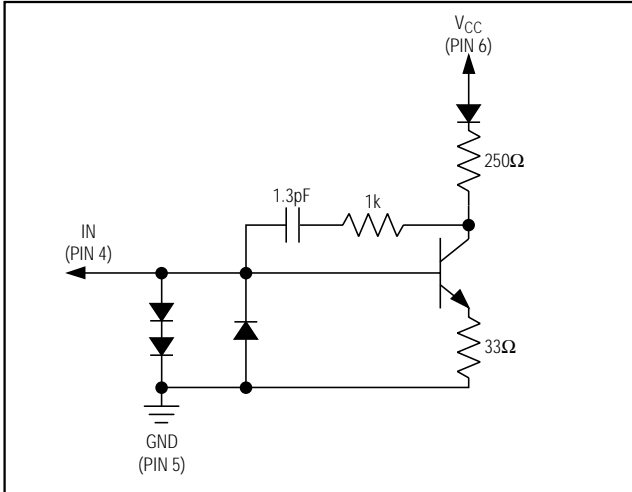 V_CC
(PIN 6)
250Ω
1.3pF
1k
IN
(PIN 4)
33Ω
GND
(PIN 5)